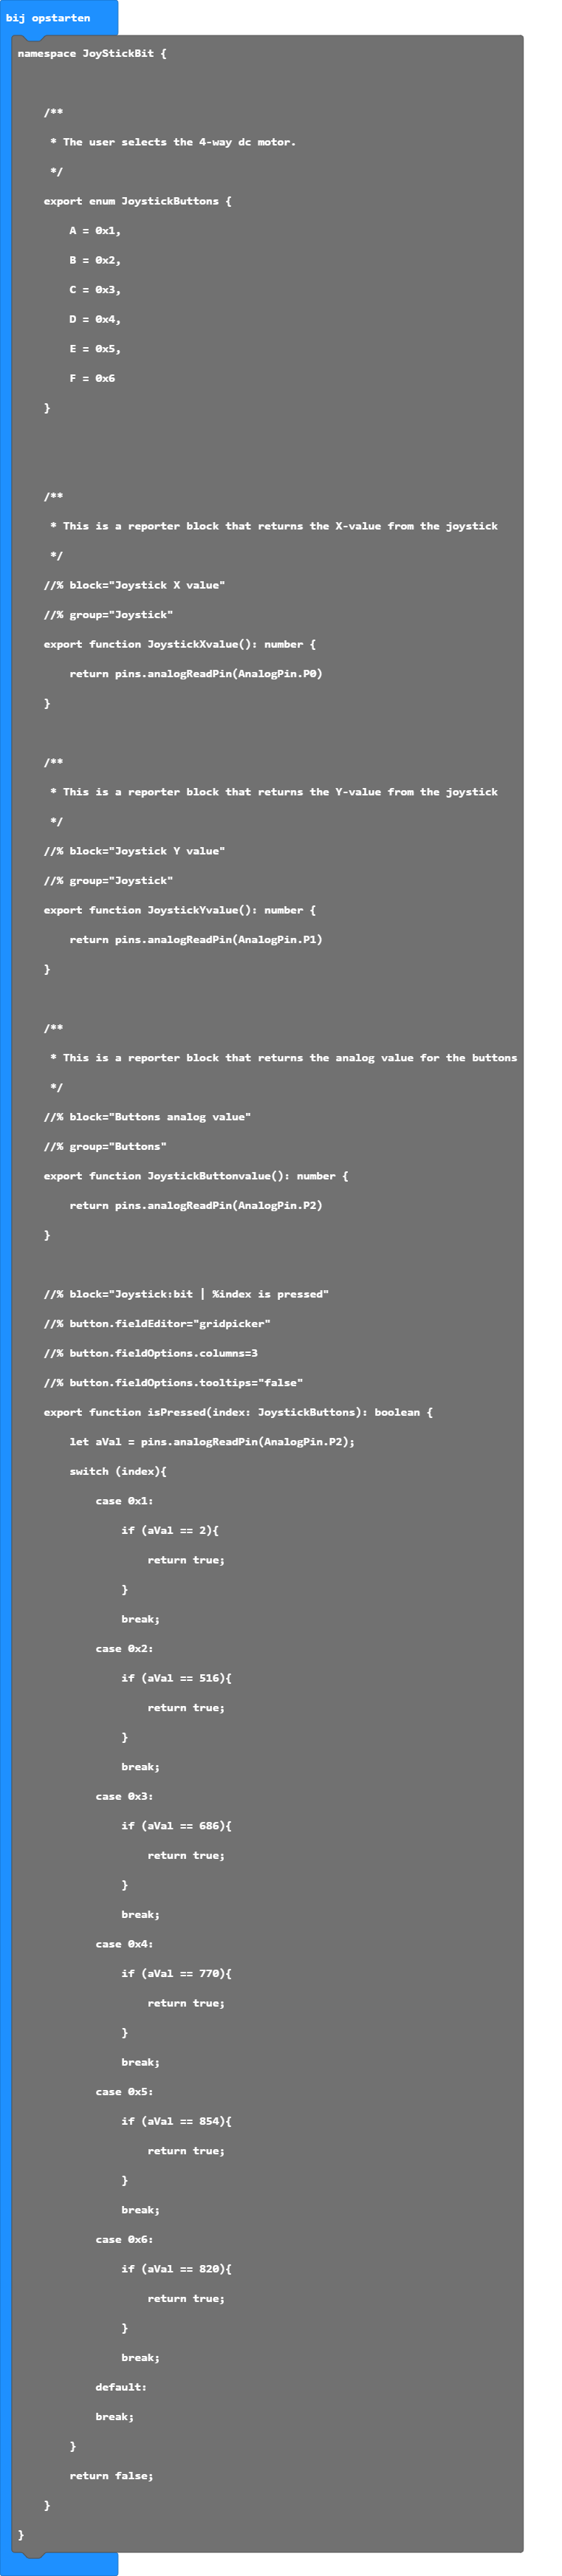 bij opstarten
namespace JoyStickBit {
/**
* The user selects the 4-way dc motor.
*/
export enum JoystickButtons {
A = 0x1,
B = 0x2,
C = 0x3,
D = 0x4,
E = 0x5,
F = 0x6
}
/**
* This is a reporter block that returns the X-value from the joystick
*/
//% block="Joystick X value"
//% group="Joystick"
export function JoystickXvalue(): number {
return pins.analogReadPin(AnalogPin.P0)
}
/**
* This is a reporter block that returns the Y-value from the joystick
*/
//% block="Joystick Y value"
//% group="Joystick"
export function JoystickYvalue(): number {
return pins.analogReadPin(AnalogPin.P1)
}
/**
* This is a reporter block that returns the analog value for the buttons
*/
//% block="Buttons analog value"
//% group="Buttons"
export function JoystickButtonvalue(): number {
return pins.analogReadPin(AnalogPin.P2)
}
//% block="Joystick:bit | %index is pressed"
//% button.fieldEditor="gridpicker"
//% button.fieldOptions.columns=3
//% button.fieldOptions.tooltips="false"
export function isPressed(index: JoystickButtons): boolean {
let aVal = pins.analogReadPin(AnalogPin.P2);
switch (index){
case 0x1:
if (aVal == 2){
return true;
}
break;
case 0x2:
if (aVal == 516){
return true;
}
break;
case 0x3:
if (aVal == 686){
return true;
}
break;
case 0x4:
if (aVal == 770){
return true;
}
break;
case 0x5:
if (aVal == 854){
return true;
}
break;
case 0x6:
if (aVal == 820){
return true;
}
break;
default:
break;
}
return false;
}
}